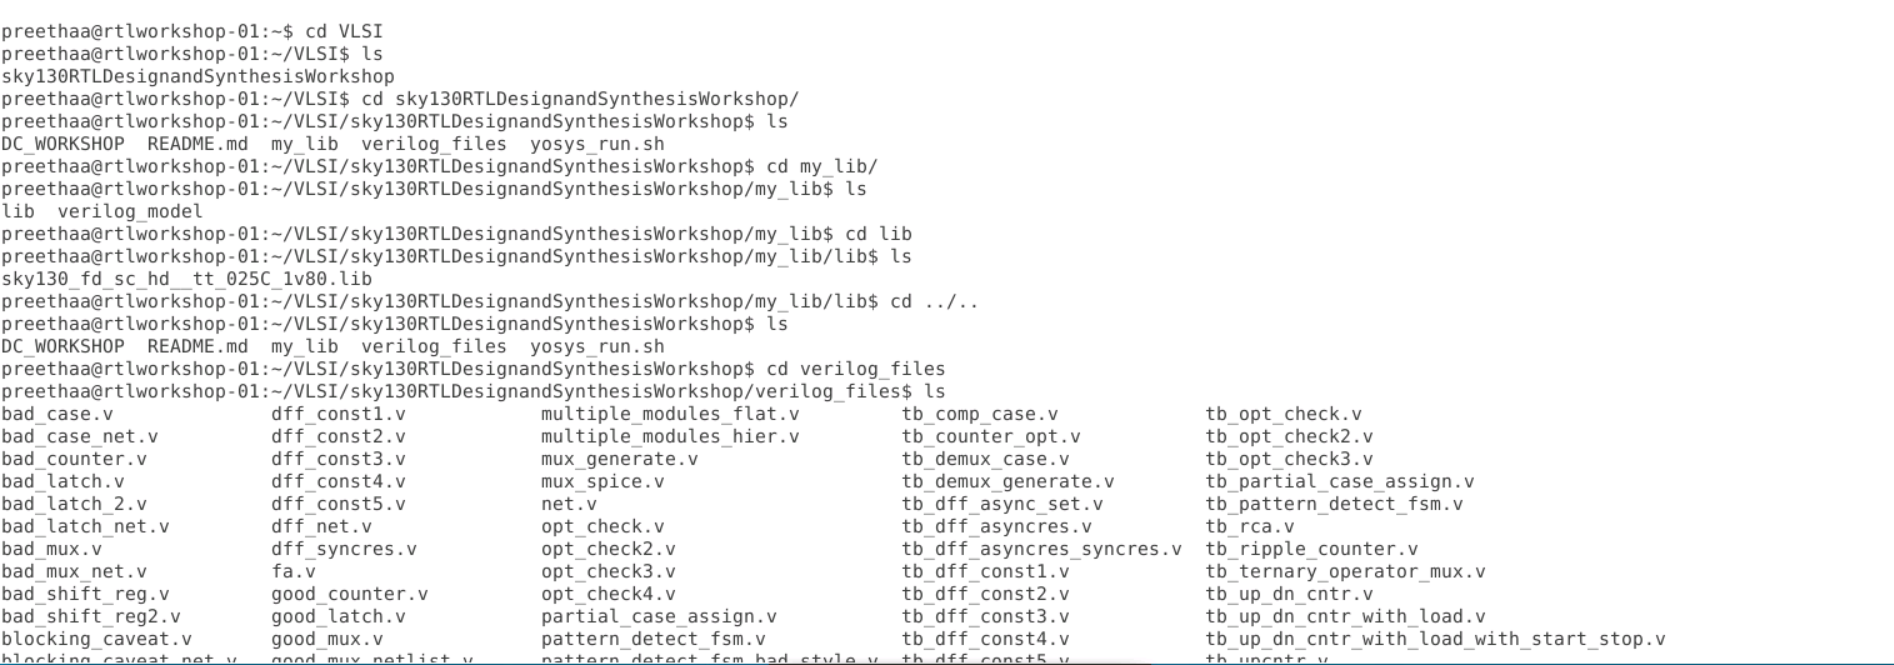 preethaa@rtlworkshop-01:~$ cd VLSI
preethaa@rtlworkshop-01:~/VLSI$ ls
sky130RTLDesignandSynthesisWorkshop
preethaa@rtlworkshop-01:~/VLSI$ cd sky130RTLDesignandSynthesisWorkshop/
preethaa@rtlworkshop-01:~/VLSI/sky130RTLDesignandSynthesisWorkshop$ ls
DC_WORKSHOP  README.md  my_lib  verilog_files  yosys_run.sh
preethaa@rtlworkshop-01:~/VLSI/sky130RTLDesignandSynthesisWorkshop$ cd my_lib/
preethaa@rtlworkshop-01:~/VLSI/sky130RTLDesignandSynthesisWorkshop/my_lib$ ls
lib  verilog_model
preethaa@rtlworkshop-01:~/VLSI/sky130RTLDesignandSynthesisWorkshop/my_lib$ cd lib
preethaa@rtlworkshop-01:~/VLSI/sky130RTLDesignandSynthesisWorkshop/my_lib/lib$ ls
sky130_fd_sc_hd__tt_025C_1v80.lib
preethaa@rtlworkshop-01:~/VLSI/sky130RTLDesignandSynthesisWorkshop/my_lib/lib$ cd ../..
preethaa@rtlworkshop-01:~/VLSI/sky130RTLDesignandSynthesisWorkshop$ ls
DC_WORKSHOP  README.md  my_lib  verilog_files  yosys_run.sh
preethaa@rtlworkshop-01:~/VLSI/sky130RTLDesignandSynthesisWorkshop$ cd verilog_files
preethaa@rtlworkshop-01:~/VLSI/sky130RTLDesignandSynthesisWorkshop/verilog_files$ ls
bad_case.v  dff_const1.v  multiple_modules_flat.v  tb_comp_case.v  tb_opt_check.v
bad_case_net.v  dff_const2.v  multiple_modules_hier.v  tb_counter_opt.v  tb_opt_check2.v
bad_counter.v  dff_const3.v  mux_generate.v  tb_demux_case.v  tb_opt_check3.v
bad_latch.v  dff_const4.v  mux_spice.v  tb_demux_generate.v  tb_partial_case_assign.v
bad_latch_2.v  dff_const5.v  net.v  tb_dff_async_set.v  tb_pattern_detect_fsm.v
bad_latch_net.v  dff_net.v  opt_check.v  tb_dff_asyncres.v  tb_rca.v
bad_mux.v  dff_syncres.v  opt_check2.v  tb_dff_asyncres_syncres.v  tb_ripple_counter.v
bad_mux_net.v  fa.v  opt_check3.v  tb_dff_const1.v  tb_ternary_operator_mux.v
bad_shift_reg.v  good_counter.v  opt_check4.v  tb_dff_const2.v  tb_up_dn_cntr.v
bad_shift_reg2.v  good_latch.v  partial_case_assign.v  tb_dff_const3.v  tb_up_dn_cntr_with_load.v
blocking_caveat.v  good_mux.v  pattern_detect_fsm.v  tb_dff_const4.v  tb_up_dn_cntr_with_load_with_start_stop.v
blocking_caveat_net.v  good_mux_netlist.v  pattern_detect_fsm_bad_style.v  tb_dff_const5.v  tb_upcntr.v